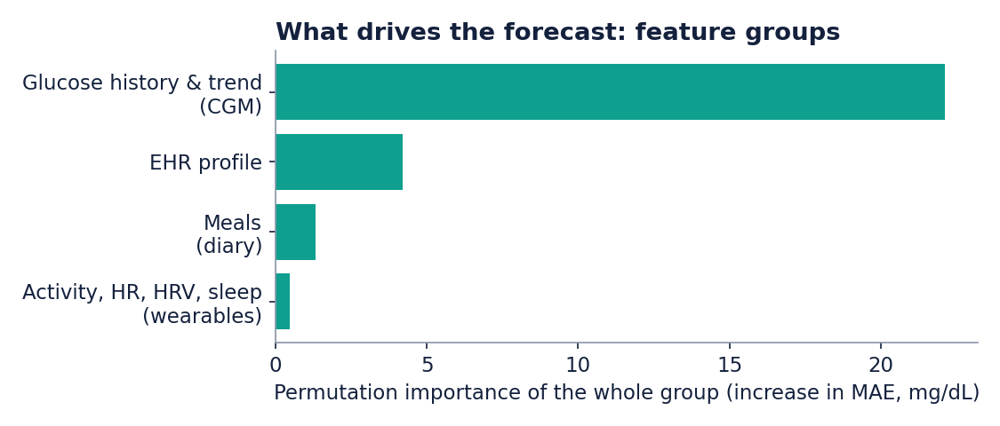 What drives the forecast: feature groups
Glucose history & trend
(CGM)
EHR profile
Meals
(diary)
Activity, HR, HRV, sleep
(wearables)
0 5 10 15 20
Permutation importance of the whole group (increase in MAE, mg/dL)